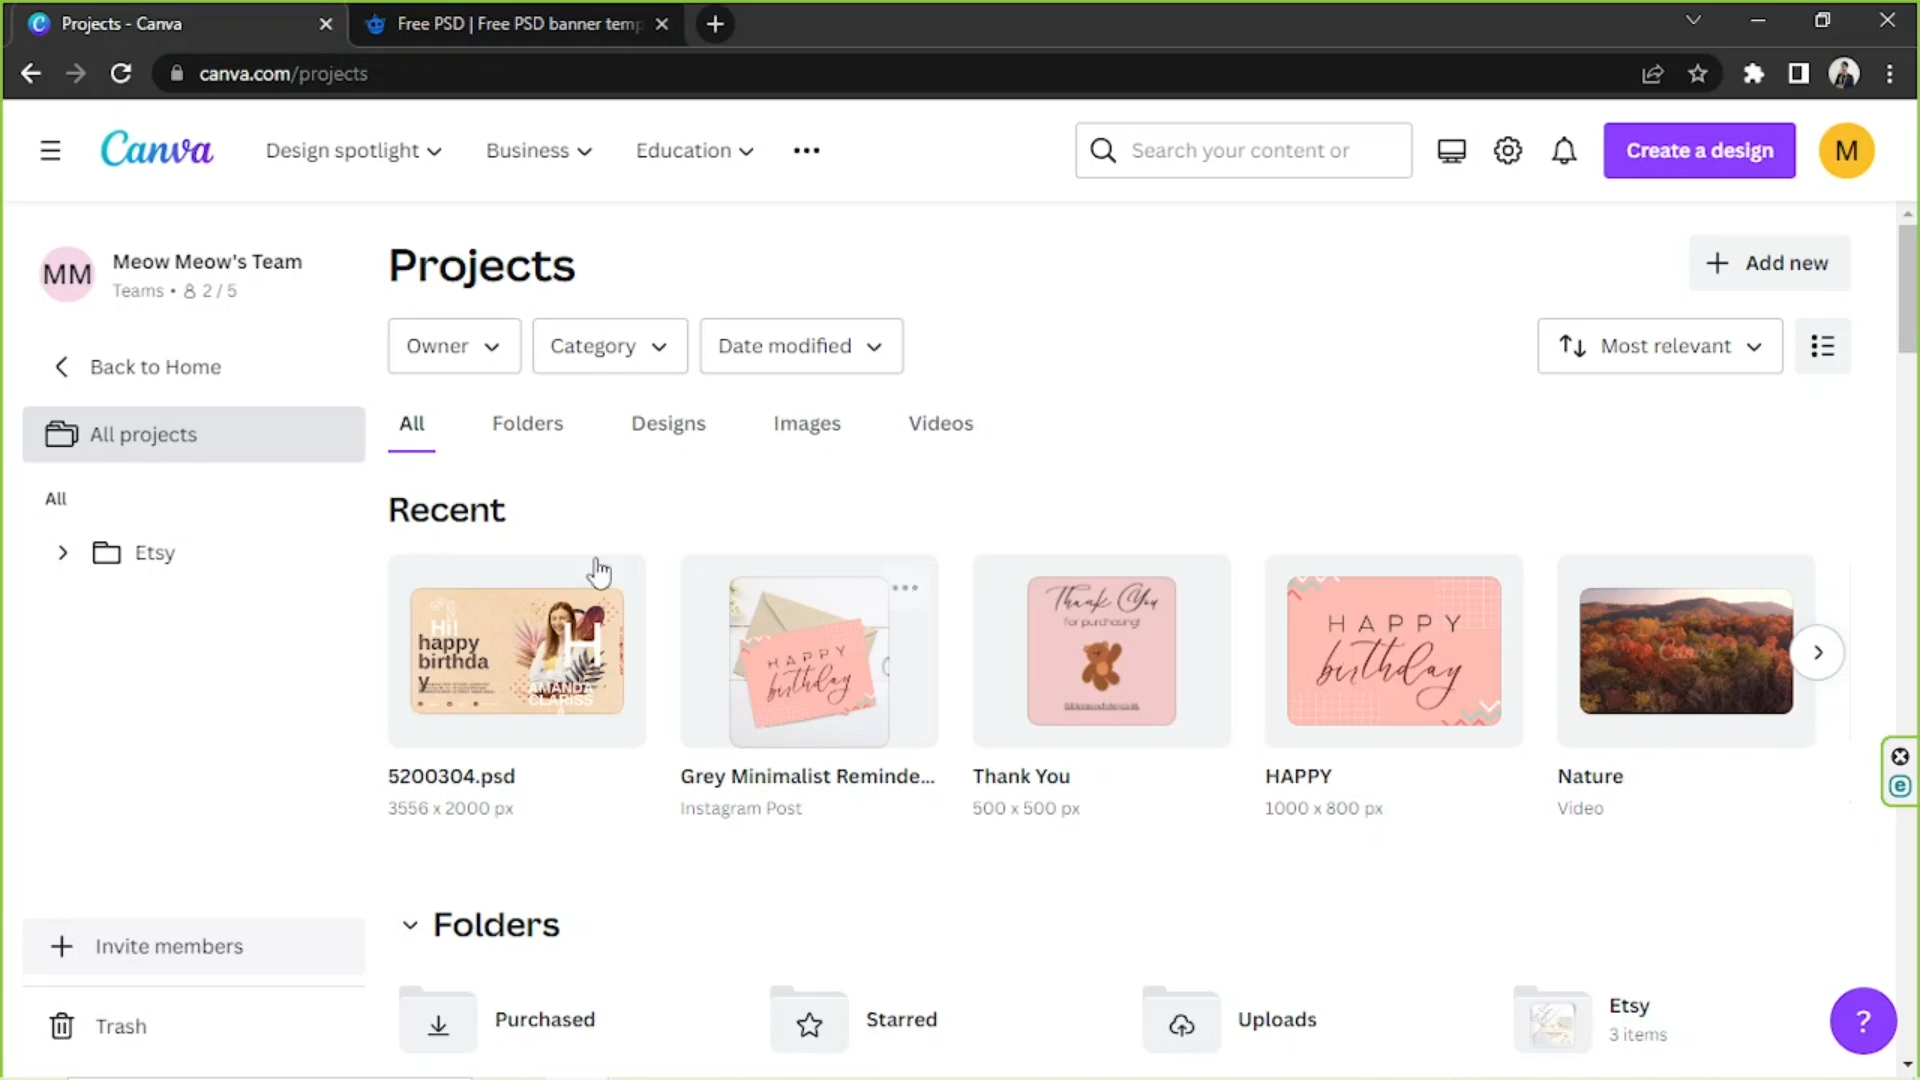 Projects - Canva
Free PSD | Free PSD banner temp
canva.com/projects
Canva
Design spotlight
Business
Education
Search your content or
Create a design
M
MM
Meow Meow's Team
Teams • 2 / 5
Back to Home
All projects
All
Etsy
Invite members
Trash
Projects
Add new
Owner
Category
Date modified
Most relevant
All
Folders
Designs
Images
Videos
Recent
Hi!
happy
birthda
y
H
AMANDA
CLARISS
A
HAPPY
birthday
Thank You
for purchasing!
HAPPY
birthday
Canva
5200304.psd
3556 x 2000 px
Grey Minimalist Reminde...
Instagram Post
Thank You
500 x 500 px
HAPPY
1000 x 800 px
Nature
Video
Folders
Purchased
Starred
Uploads
Etsy
3 items
?